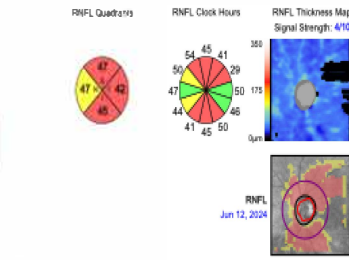 RNFL Quadrants
47
47
42
45
RNFL Clock Hours
45
54 41
50 29
47 50
44 46
41 50
45
RNFL Thickness Map
Signal Strength: 4/10
350
175
0µm
RNFL
Jun 12, 2024